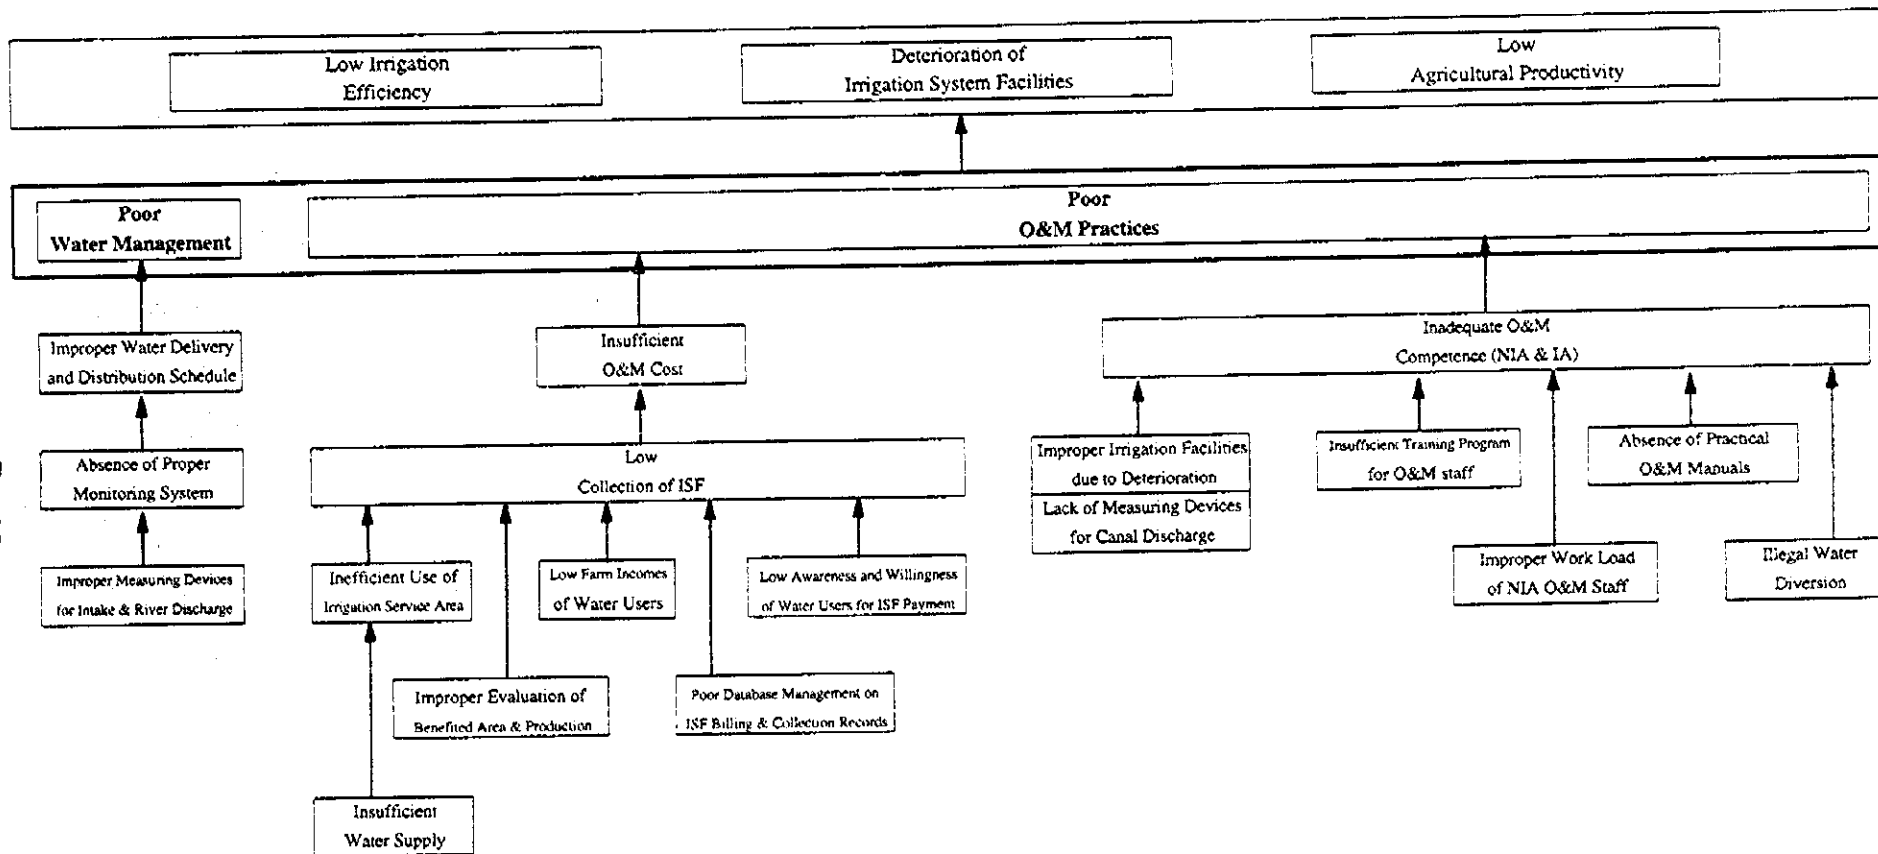 Low Irrigation
Efficiency
Deterioration of
Irrigation System Facilities
Low
Agricultural Productivity
Poor
Water Management
Poor
O&M Practices
Improper Water Delivery
and Distribution Schedule
Insufficient
O&M Cost
Inadequate O&M
Competence (NIA & IA)
Absence of Proper
Monitoring System
Low
Collection of ISF
Improper Irrigation Facilities
due to Deterioration
Lack of Measuring Devices
for Canal Discharge
Insufficient Training Program
for O&M staff
Absence of Practical
O&M Manuals
Improper Measuring Devices
for Intake & River Discharge
Inefficient Use of
Irrigation Service Area
Low Farm Incomes
of Water Users
Low Awareness and Willingness
of Water Users for ISF Payment
Improper Work Load
of NIA O&M Staff
Illegal Water
Diversion
Improper Evaluation of
Benefited Area & Production
Poor Database Management on
ISF Billing & Collection Records
Insufficient
Water Supply